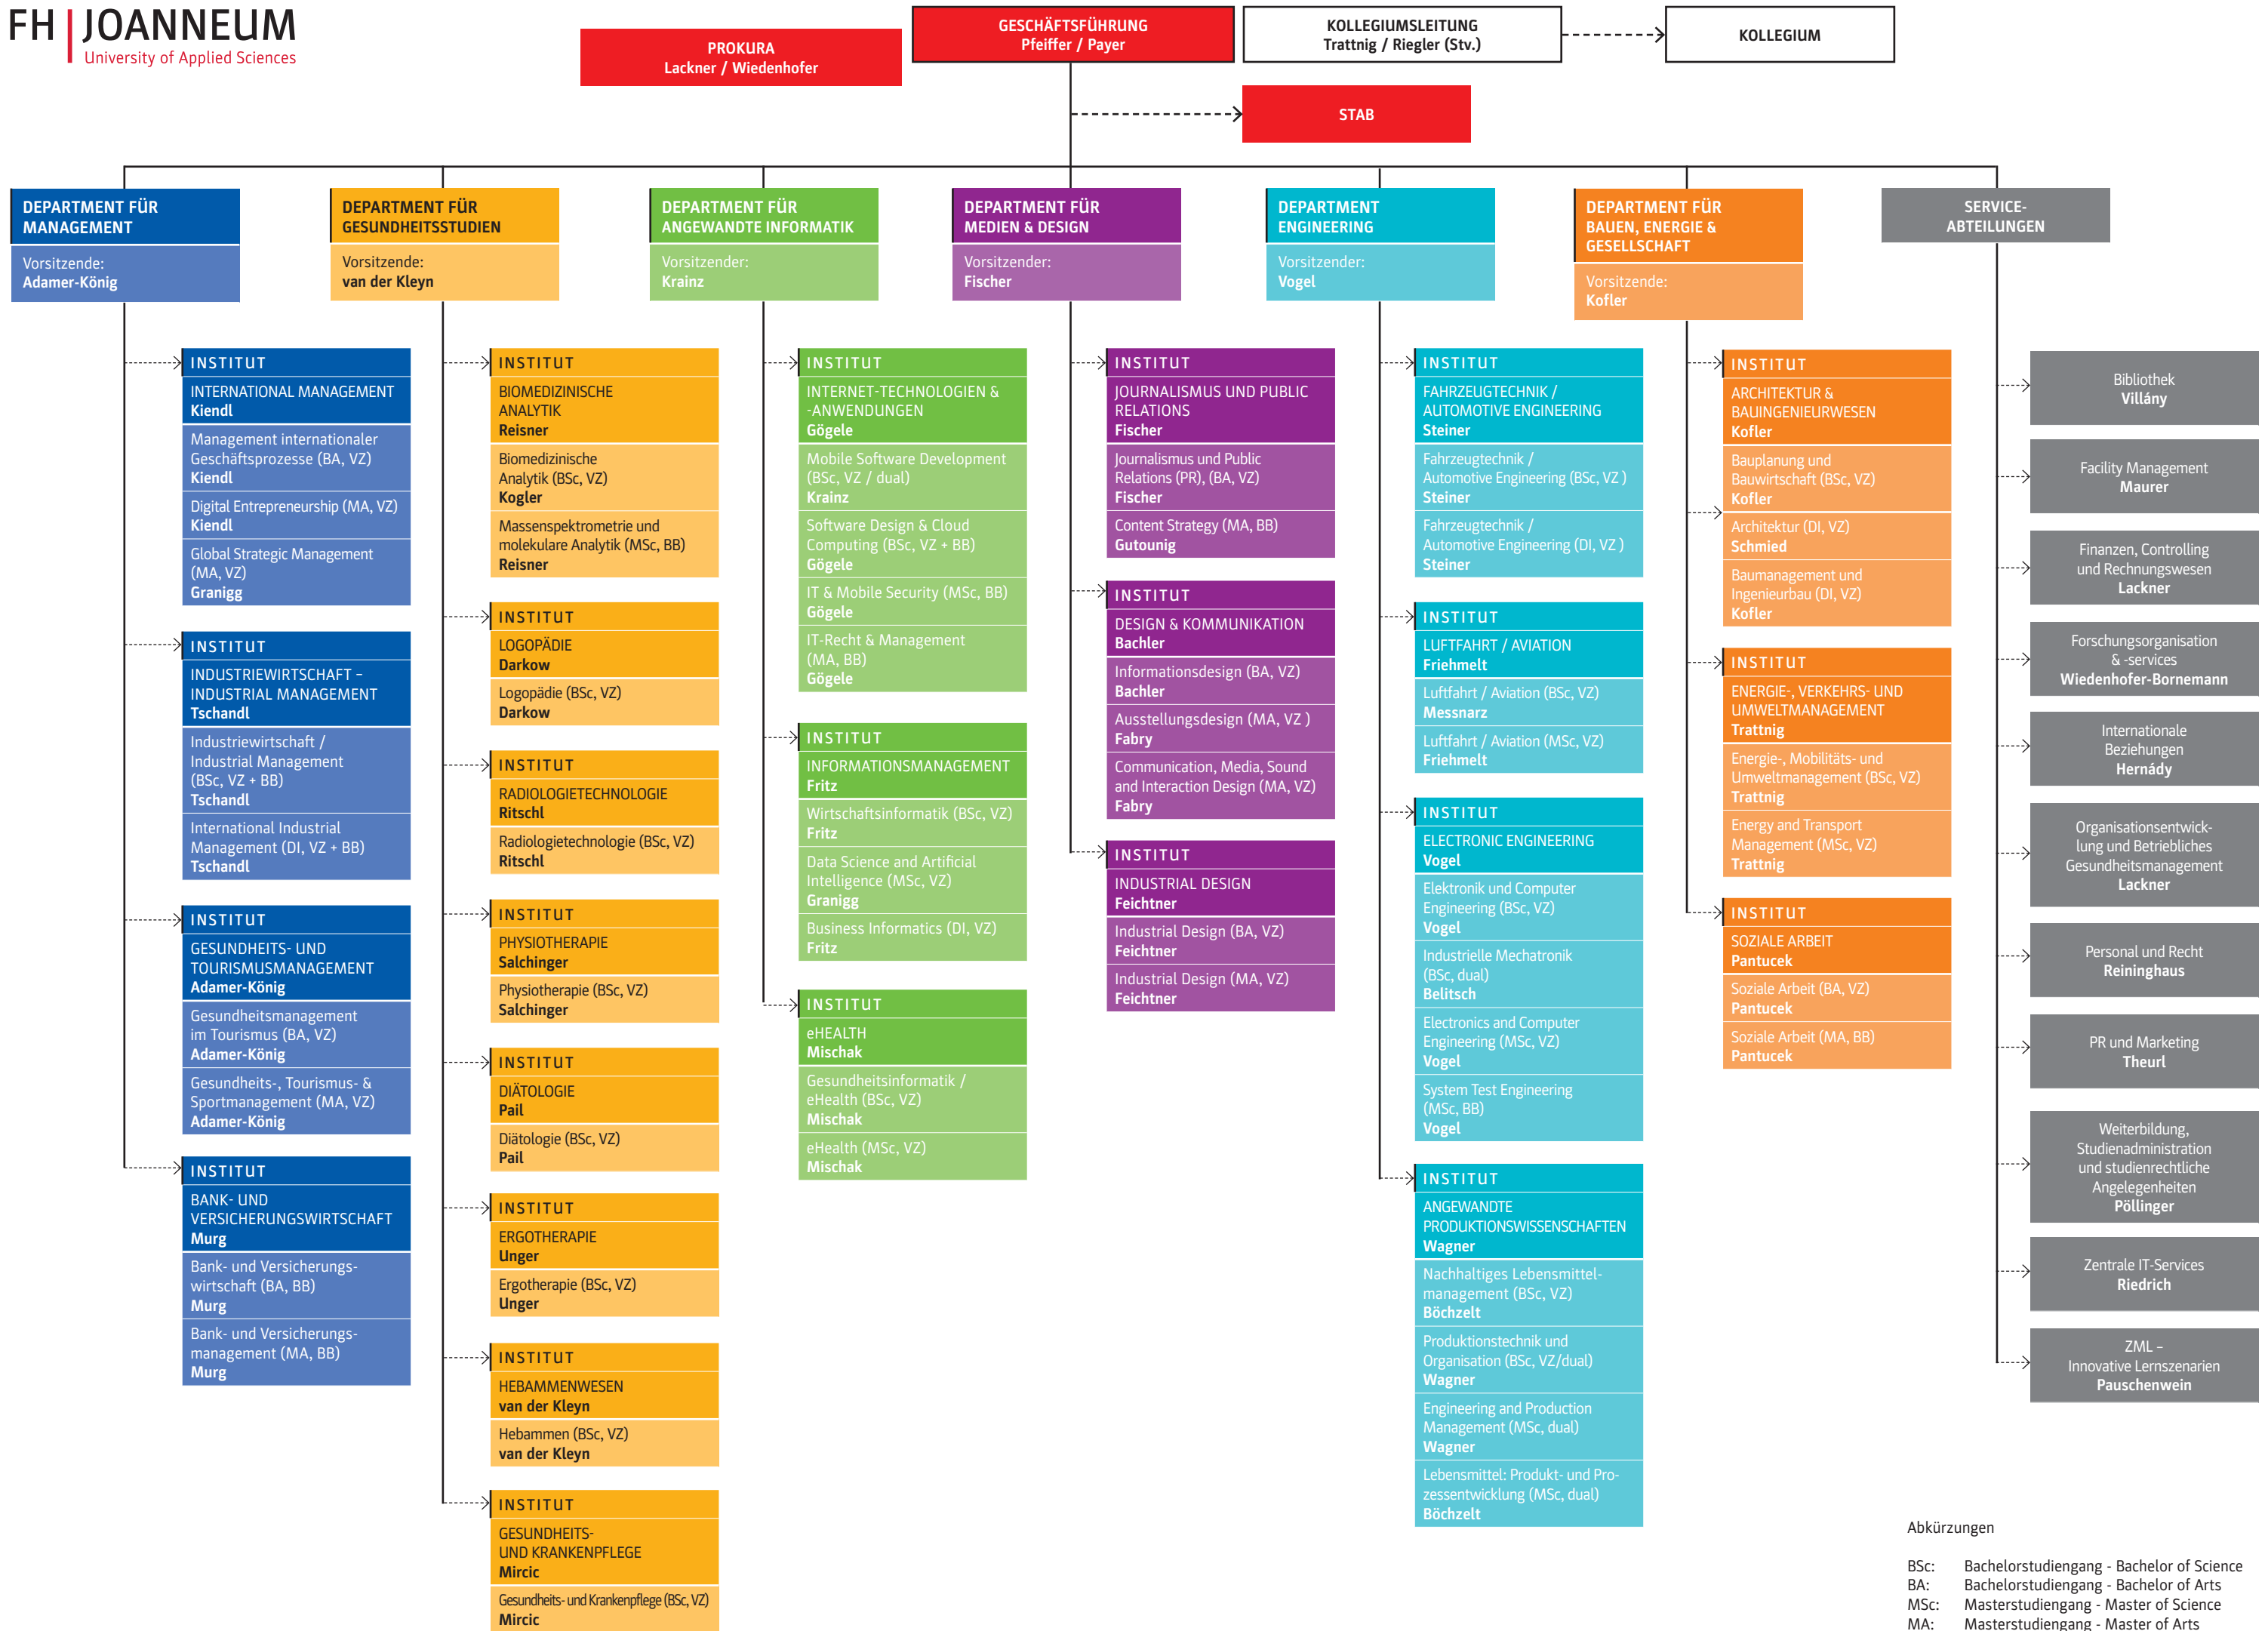 FH | JOANNEUM
University of Applied Sciences
PROKURA
Lackner / Wiedenhofer
GESCHÄFTSFÜHRUNG
Pfeiffer / Payer
KOLLEGIUMSLEITUNG
Trattnig / Riegler (Stv.)
KOLLEGIUM
STAB
DEPARTMENT FÜR
MANAGEMENT
Vorsitzende:
Adamer-König
INSTITUT
INTERNATIONAL MANAGEMENT
Kiendl
Management internationaler
Geschäftsprozesse (BA, VZ)
Kiendl
Digital Entrepreneurship (MA, VZ)
Kiendl
Global Strategic Management
(MA, VZ)
Granigg
INSTITUT
INDUSTRIEWIRTSCHAFT –
INDUSTRIAL MANAGEMENT
Tschandl
Industriewirtschaft /
Industrial Management
(BSc, VZ + BB)
Tschandl
International Industrial
Management (DI, VZ + BB)
Tschandl
INSTITUT
GESUNDHEITS- UND
TOURISMUSMANAGEMENT
Adamer-König
Gesundheitsmanagement
im Tourismus (BA, VZ)
Adamer-König
Gesundheits-, Tourismus- &
Sportmanagement (MA, VZ)
Adamer-König
INSTITUT
BANK- UND
VERSICHERUNGSWIRTSCHAFT
Murg
Bank- und Versicherungs-
wirtschaft (BA, BB)
Murg
Bank- und Versicherungs-
management (MA, BB)
Murg
DEPARTMENT FÜR
GESUNDHEITSSTUDIEN
Vorsitzende:
van der Kleyn
INSTITUT
BIOMEDIZINISCHE
ANALYTIK
Reisner
Biomedizinische
Analytik (BSc, VZ)
Kogler
Massenspektrometrie und
molekulare Analytik (MSc, BB)
Reisner
INSTITUT
LOGOPÄDIE
Darkow
Logopädie (BSc, VZ)
Darkow
INSTITUT
RADIOLOGIETECHNOLOGIE
Ritschl
Radiologietechnologie (BSc, VZ)
Ritschl
INSTITUT
PHYSIOTHERAPIE
Salchinger
Physiotherapie (BSc, VZ)
Salchinger
INSTITUT
DIÄTOLOGIE
Pail
Diätologie (BSc, VZ)
Pail
INSTITUT
ERGOTHERAPIE
Unger
Ergotherapie (BSc, VZ)
Unger
INSTITUT
HEBAMMENWESEN
van der Kleyn
Hebammen (BSc, VZ)
van der Kleyn
INSTITUT
GESUNDHEITS-
UND KRANKENPFLEGE
Mircic
Gesundheits- und Krankenpflege (BSc, VZ)
Mircic
DEPARTMENT FÜR
ANGEWANDTE INFORMATIK
Vorsitzender:
Krainz
INSTITUT
INTERNET-TECHNOLOGIEN &
-ANWENDUNGEN
Gögele
Mobile Software Development
(BSc, VZ / dual)
Krainz
Software Design & Cloud
Computing (BSc, VZ + BB)
Gögele
IT & Mobile Security (MSc, BB)
Gögele
IT-Recht & Management
(MA, BB)
Gögele
INSTITUT
INFORMATIONSMANAGEMENT
Fritz
Wirtschaftsinformatik (BSc, VZ)
Fritz
Data Science and Artificial
Intelligence (MSc, VZ)
Granigg
Business Informatics (DI, VZ)
Fritz
INSTITUT
eHEALTH
Mischak
Gesundheitsinformatik /
eHealth (BSc, VZ)
Mischak
eHealth (MSc, VZ)
Mischak
DEPARTMENT FÜR
MEDIEN & DESIGN
Vorsitzender:
Fischer
INSTITUT
JOURNALISMUS UND PUBLIC
RELATIONS
Fischer
Journalismus und Public
Relations (PR), (BA, VZ)
Fischer
Content Strategy (MA, BB)
Gutounig
INSTITUT
DESIGN & KOMMUNIKATION
Bachler
Informationsdesign (BA, VZ)
Bachler
Ausstellungsdesign (MA, VZ )
Fabry
Communication, Media, Sound
and Interaction Design (MA, VZ)
Fabry
INSTITUT
INDUSTRIAL DESIGN
Feichtner
Industrial Design (BA, VZ)
Feichtner
Industrial Design (MA, VZ)
Feichtner
DEPARTMENT
ENGINEERING
Vorsitzender:
Vogel
INSTITUT
FAHRZEUGTECHNIK /
AUTOMOTIVE ENGINEERING
Steiner
Fahrzeugtechnik /
Automotive Engineering (BSc, VZ )
Steiner
Fahrzeugtechnik /
Automotive Engineering (DI, VZ )
Steiner
INSTITUT
LUFTFAHRT / AVIATION
Friehmelt
Luftfahrt / Aviation (BSc, VZ)
Messnarz
Luftfahrt / Aviation (MSc, VZ)
Friehmelt
INSTITUT
ELECTRONIC ENGINEERING
Vogel
Elektronik und Computer
Engineering (BSc, VZ)
Vogel
Industrielle Mechatronik
(BSc, dual)
Belitsch
Electronics and Computer
Engineering (MSc, VZ)
Vogel
System Test Engineering
(MSc, BB)
Vogel
INSTITUT
ANGEWANDTE
PRODUKTIONSWISSENSCHAFTEN
Wagner
Nachhaltiges Lebensmittel-
management (BSc, VZ)
Böchzelt
Produktionstechnik und
Organisation (BSc, VZ/dual)
Wagner
Engineering and Production
Management (MSc, dual)
Wagner
Lebensmittel: Produkt- und Pro-
zessentwicklung (MSc, dual)
Böchzelt
DEPARTMENT FÜR
BAUEN, ENERGIE &
GESELLSCHAFT
Vorsitzende:
Kofler
INSTITUT
ARCHITEKTUR &
BAUINGENIEURWESEN
Kofler
Bauplanung und
Bauwirtschaft (BSc, VZ)
Kofler
Architektur (DI, VZ)
Schmied
Baumanagement und
Ingenieurbau (DI, VZ)
Kofler
INSTITUT
ENERGIE-, VERKEHRS- UND
UMWELTMANAGEMENT
Trattnig
Energie-, Mobilitäts- und
Umweltmanagement (BSc, VZ)
Trattnig
Energy and Transport
Management (MSc, VZ)
Trattnig
INSTITUT
SOZIALE ARBEIT
Pantucek
Soziale Arbeit (BA, VZ)
Pantucek
Soziale Arbeit (MA, BB)
Pantucek
SERVICE-
ABTEILUNGEN
Bibliothek
Villány
Facility Management
Maurer
Finanzen, Controlling
und Rechnungswesen
Lackner
Forschungsorganisation
& -services
Wiedenhofer-Bornemann
Internationale
Beziehungen
Hernády
Organisationsentwick-
lung und Betriebliches
Gesundheitsmanagement
Lackner
Personal und Recht
Reininghaus
PR und Marketing
Theurl
Weiterbildung,
Studienadministration
und studienrechtliche
Angelegenheiten
Pöllinger
Zentrale IT-Services
Riedrich
ZML –
Innovative Lernszenarien
Pauschenwein
Abkürzungen
BSc: Bachelorstudiengang - Bachelor of Science
BA: Bachelorstudiengang - Bachelor of Arts
MSc: Masterstudiengang - Master of Science
MA: Masterstudiengang - Master of Arts